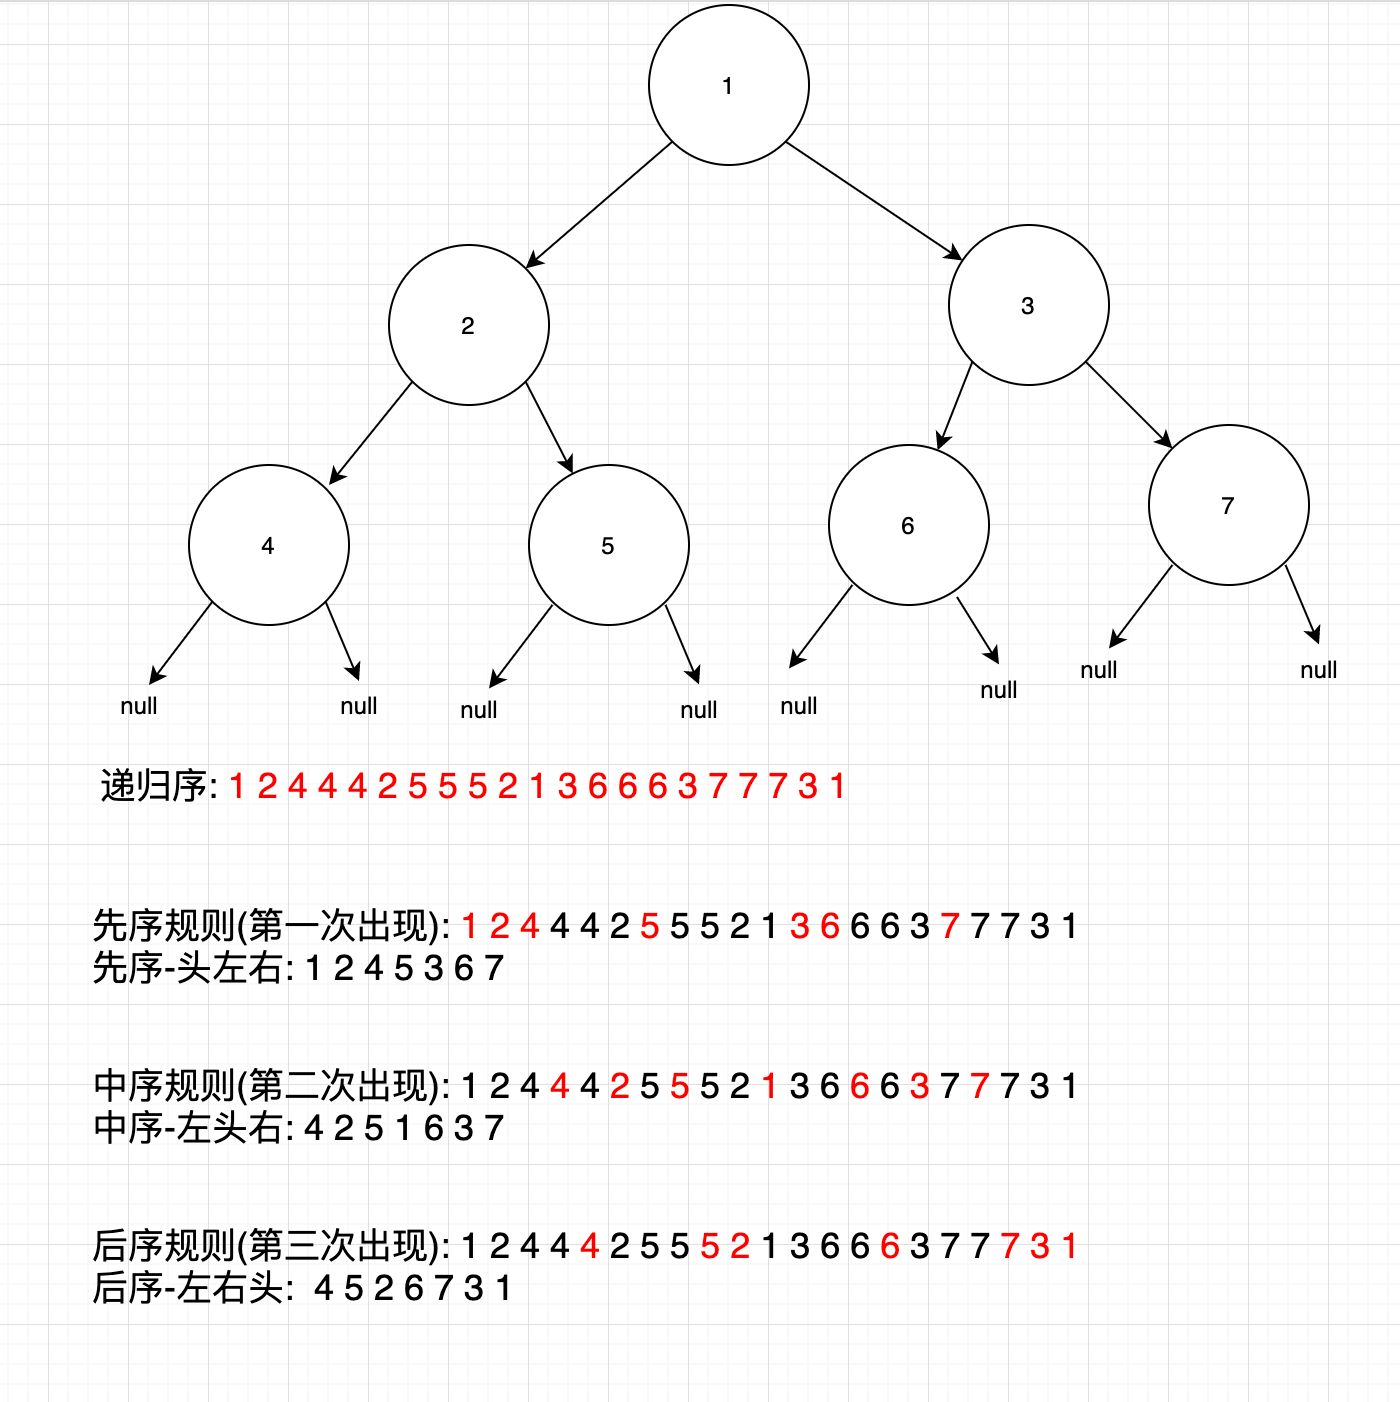 1
2
3
4
5
6
7
null
null
null
null
null
null
null
null
递归序: 1 2 4 4 4 2 5 5 5 2 1 3 6 6 6 3 7 7 7 3 1
先序规则(第一次出现): 1 2 4 4 4 2 5 5 5 2 1 3 6 6 6 3 7 7 7 3 1
先序-头左右: 1 2 4 5 3 6 7
中序规则(第二次出现): 1 2 4 4 4 2 5 5 5 2 1 3 6 6 6 3 7 7 7 3 1
中序-左头右: 4 2 5 1 6 3 7
后序规则(第三次出现): 1 2 4 4 4 2 5 5 5 2 1 3 6 6 6 3 7 7 7 3 1
后序-左右头: 4 5 2 6 7 3 1